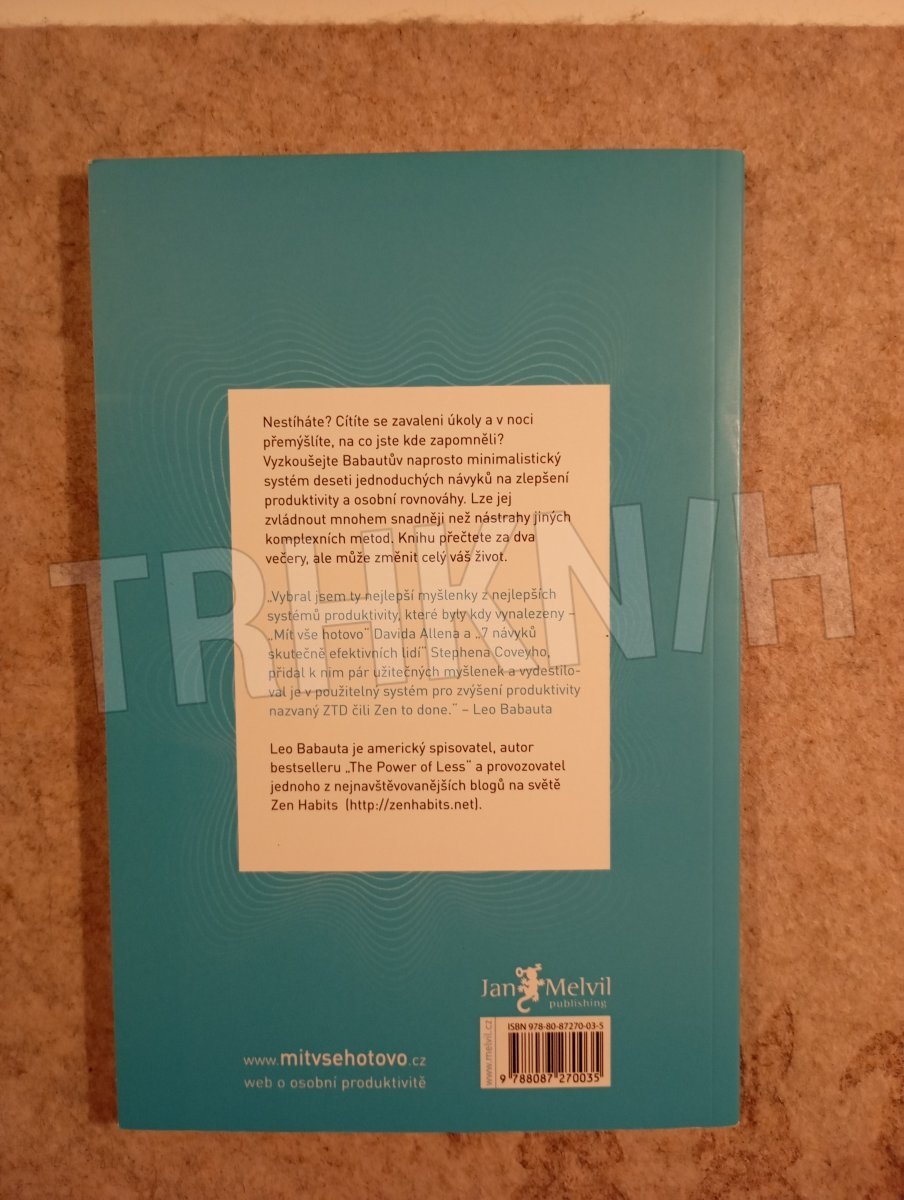 Nestíháte? Cítíte se zavaleni úkoly a v noci
přemýšlíte, na co jste kde zapomněli?
Vyzkoušejte Babautův naprosto minimalistický
systém deseti jednoduchých návyků na zlepšení
produktivity a osobní rovnováhy. Lze jej
zvládnout mnohem snadněji než nástrahy jiných
komplexních metod. Knihu přečtete za dva
večery, ale může změnit celý váš život.
„Vybral jsem ty nejlepší myšlenky z nejlepších
systémů produktivity, které byly kdy vynalezeny –
„Mít vše hotovo“ Davida Allena a „7 návyků
skutečně efektivních lidí“ Stephena Coveyho,
přidal k nim pár užitečných myšlenek a vydestilo-
val je v použitelný systém pro zvýšení produktivity
nazvaný ZTD čili Zen to done.“ – Leo Babauta
Leo Babauta je americký spisovatel, autor
bestselleru „The Power of Less“ a provozovatel
jednoho z nejnavštěvovanějších blogů na světě
Zen Habits (http://zenhabits.net).
TRHKNIH
Jan Melvil
publishing
www.melvil.cz
ISBN 978-80-87270-03-5
9 788087 270035
www.mitvsehotovo.cz
web o osobní produktivitě